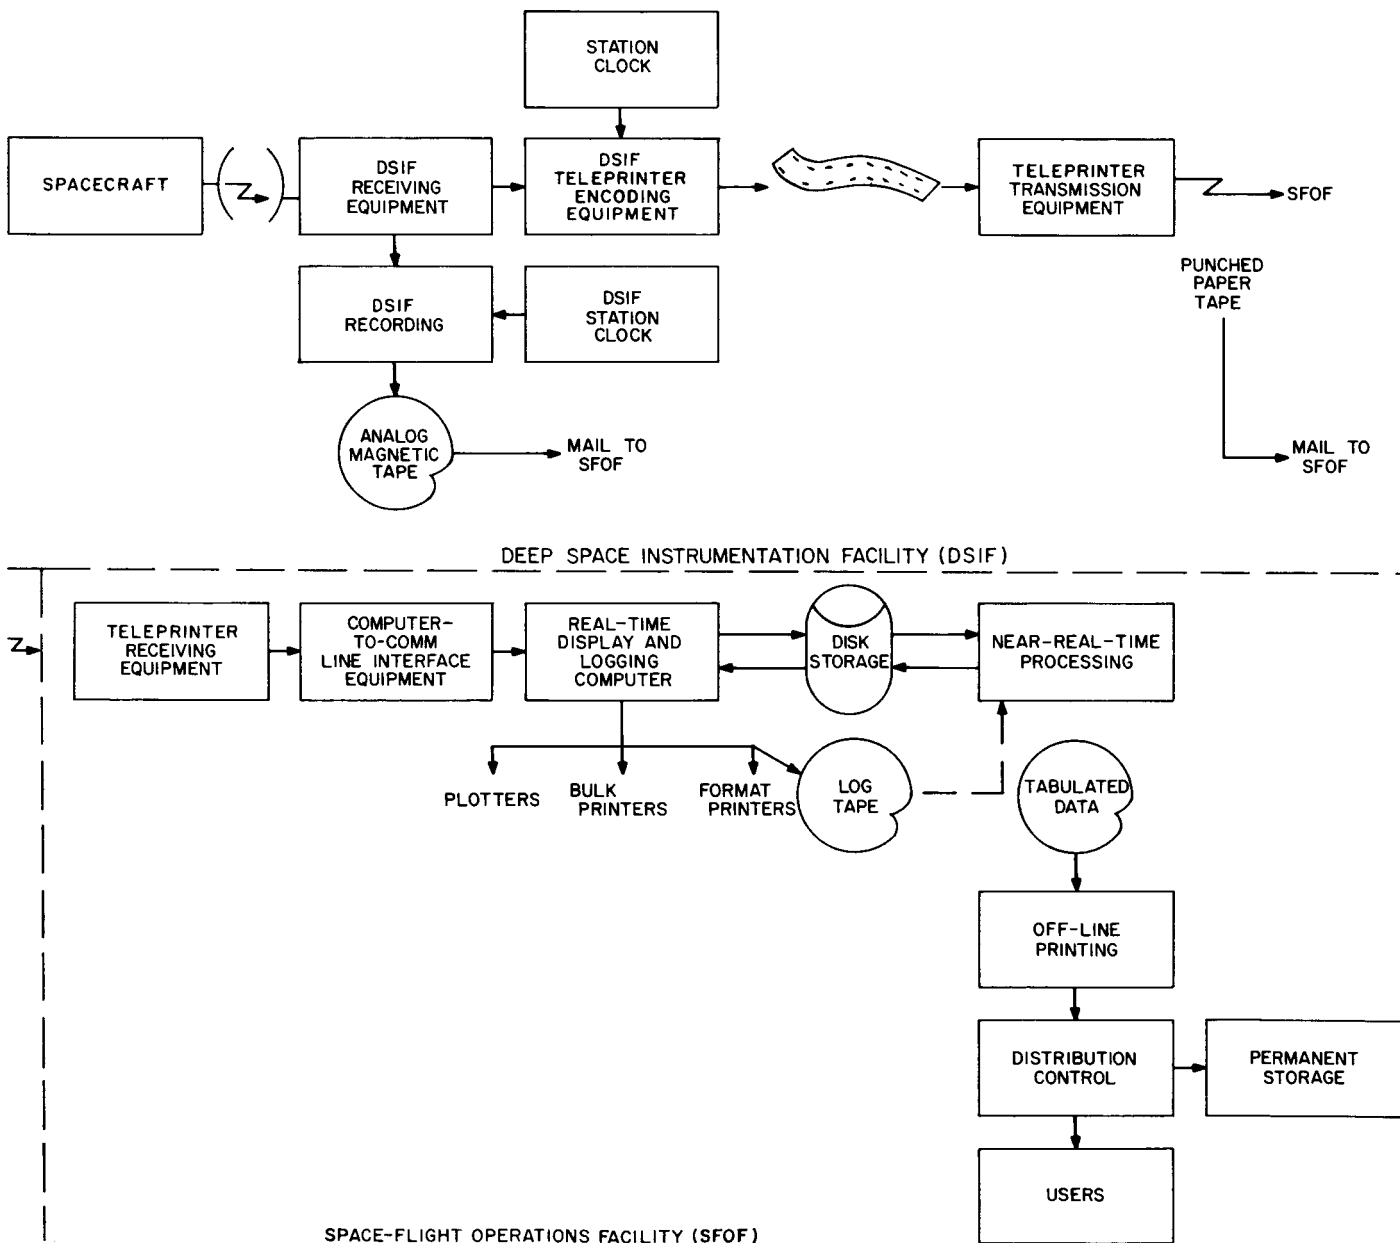 STATION
CLOCK
SPACECRAFT
DSIF
RECEIVING
EQUIPMENT
DSIF
TELEPRINTER
ENCODING
EQUIPMENT
TELEPRINTER
TRANSMISSION
EQUIPMENT
SFOF
DSIF
RECORDING
DSIF
STATION
CLOCK
PUNCHED
PAPER
TAPE
ANALOG
MAGNETIC
TAPE
MAIL TO
SFOF
MAIL TO
SFOF
DEEP SPACE INSTRUMENTATION FACILITY (DSIF)
TELEPRINTER
RECEIVING
EQUIPMENT
COMPUTER-
TO-COMM
LINE INTERFACE
EQUIPMENT
REAL-TIME
DISPLAY AND
LOGGING
COMPUTER
DISK
STORAGE
NEAR-REAL-TIME
PROCESSING
PLOTTERS
BULK
PRINTERS
FORMAT
PRINTERS
LOG
TAPE
TABULATED
DATA
OFF-LINE
PRINTING
DISTRIBUTION
CONTROL
PERMANENT
STORAGE
USERS
SPACE-FLIGHT OPERATIONS FACILITY (SFOF)